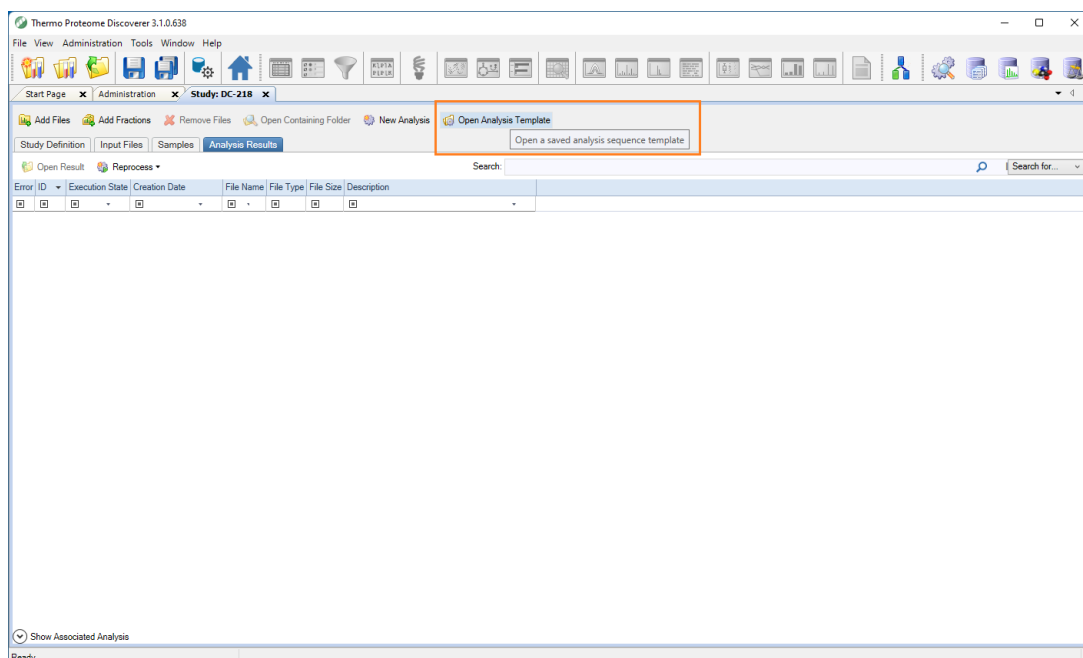 Thermo Proteome Discoverer 3.1.0.638
File View Administration Tools Window Help
Start Page Administration Study: DC-218
Add Files Add Fractions Remove Files Open Containing Folder New Analysis Open Analysis Template
Open a saved analysis sequence template
Study Definition Input Files Samples Analysis Results
Open Result Reprocess Search: Search for...
Error ID Execution State Creation Date File Name File Type File Size Description
Show Associated Analysis
Ready